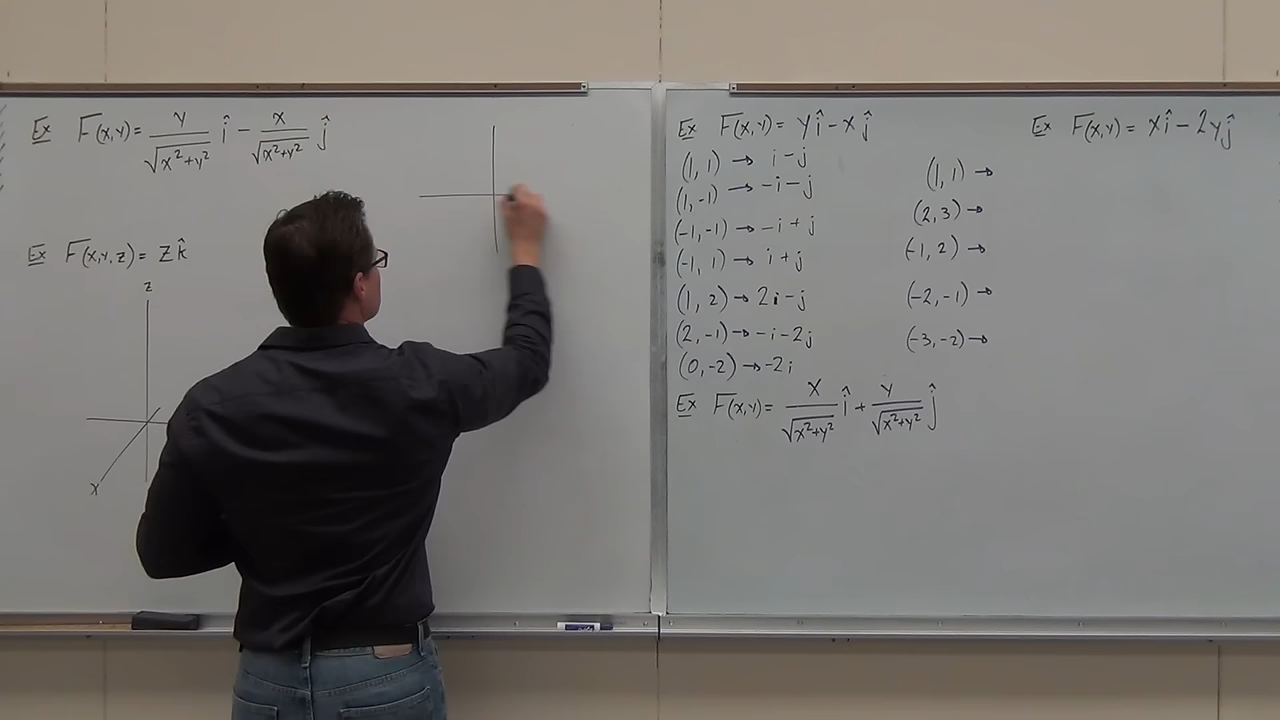 Ex F(x,y) = y/√(x²+y²) î − x/√(x²+y²) ĵ
Ex F(x,y,z) = z k̂
z
x
Ex F(x,y) = y î − x ĵ
(1, 1) → i − j
(1, -1) → -i − j
(-1, -1) → -i + j
(-1, 1) → i + j
(1, 2) → 2i − j
(2, -1) → -i − 2j
(0, -2) → -2i
Ex F(x,y) = x/√(x²+y²) î + y/√(x²+y²) ĵ
Ex F(x,y) = x î − 2y ĵ
(1, 1) →
(2, 3) →
(-1, 2) →
(-2, -1) →
(-3, -2) →